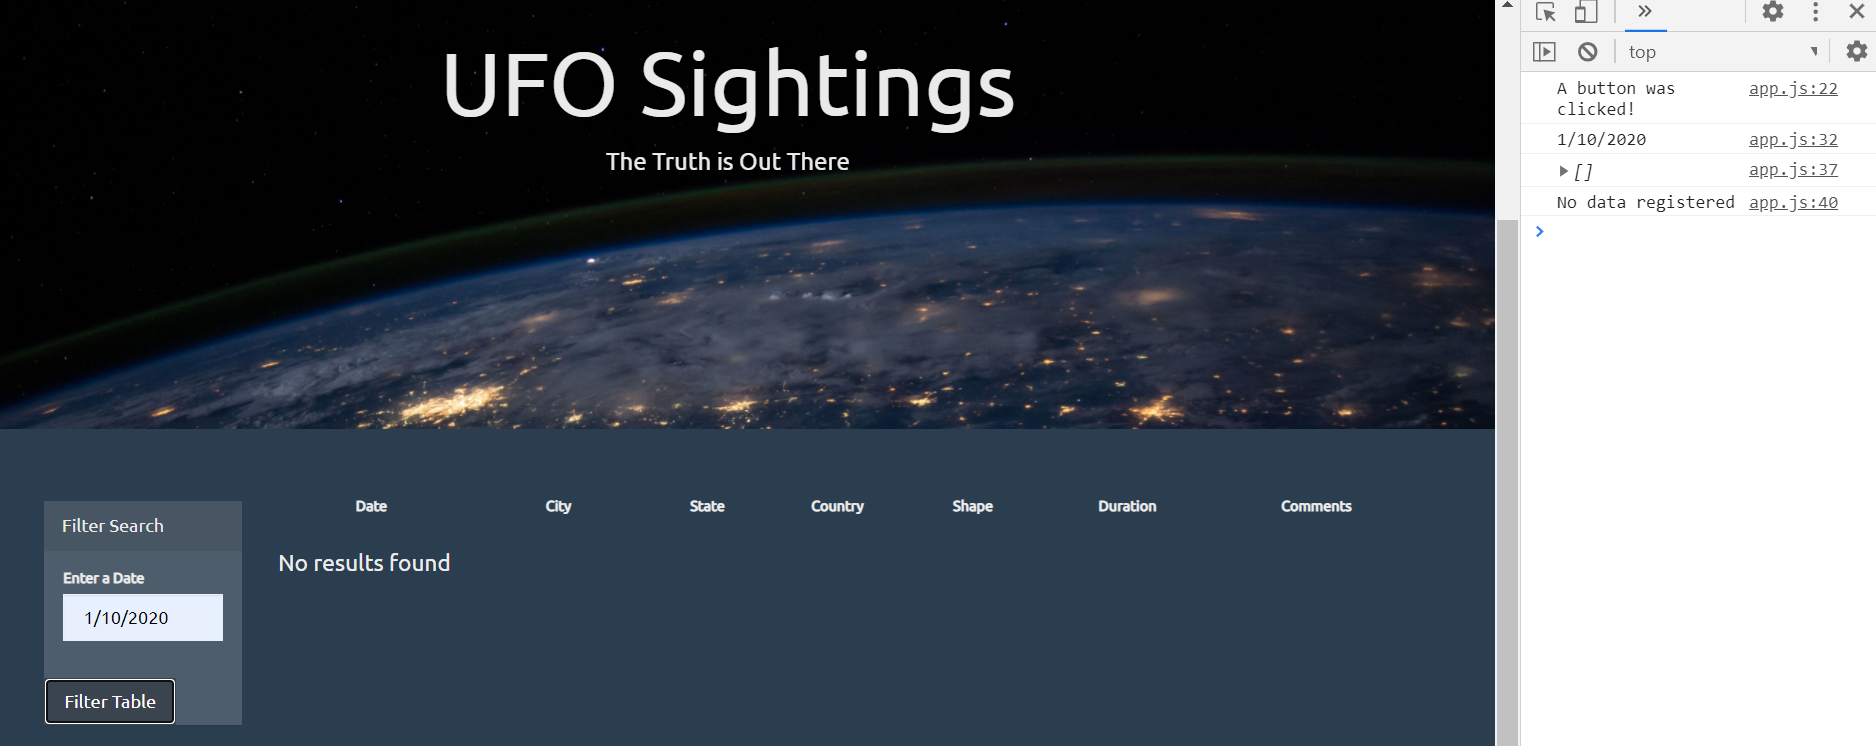 UFO Sightings
The Truth is Out There
Filter Search
Enter a Date
1/10/2020
Filter Table
Date City State Country Shape Duration Comments
No results found
top
A button was app.js:22
clicked!
1/10/2020 app.js:32
[] app.js:37
No data registered app.js:40